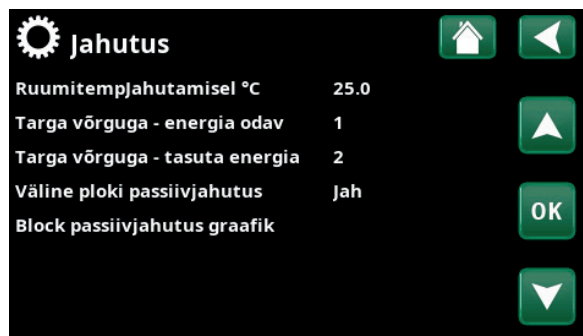 Jahutus
RuumitempJahutamisel °C 25.0
Targa võrguga - energia odav 1
Targa võrguga - tasuta energia 2
Väline ploki passiivjahutus Jah
Block passiivjahutus graafik
OK